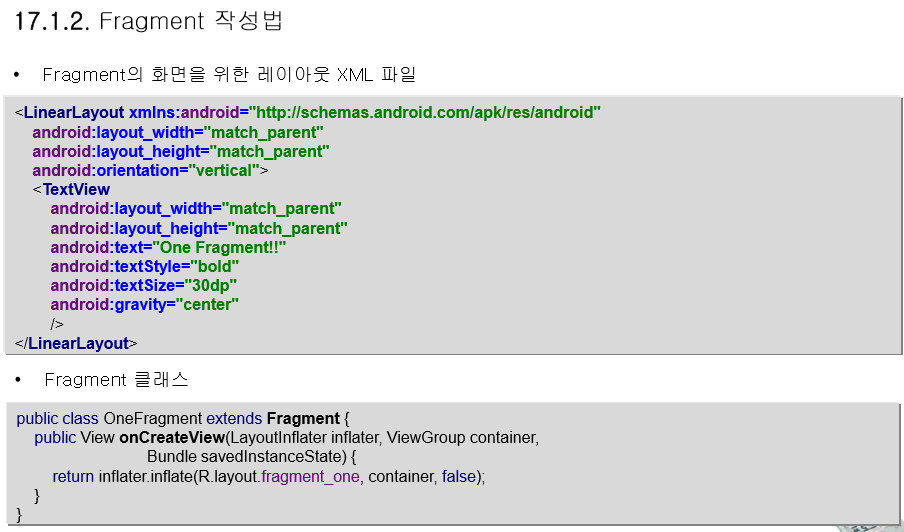 17.1.2. Fragment 작성법
• Fragment의 화면을 위한 레이아웃 XML 파일
<LinearLayout xmlns:android="http://schemas.android.com/apk/res/android"
android:layout_width="match_parent"
android:layout_height="match_parent"
android:orientation="vertical">
<TextView
android:layout_width="match_parent"
android:layout_height="match_parent"
android:text="One Fragment!!"
android:textStyle="bold"
android:textSize="30dp"
android:gravity="center"
/>
</LinearLayout>
• Fragment 클래스
public class OneFragment extends Fragment {
public View onCreateView(LayoutInflater inflater, ViewGroup container,
Bundle savedInstanceState) {
return inflater.inflate(R.layout.fragment_one, container, false);
}
}